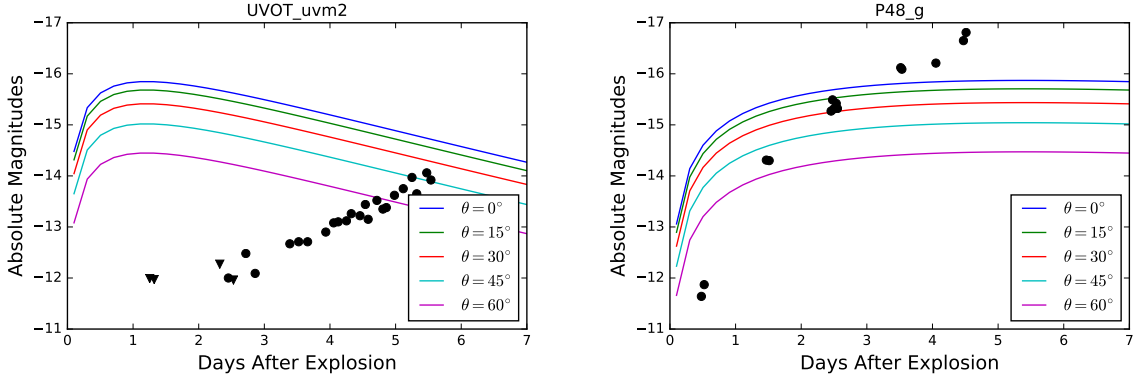 UVOT_uvm2
Absolute Magnitudes
−17
−16
−15
−14
−13
−12
−11
0 1 2 3 4 5 6 7
Days After Explosion
θ = 0°
θ = 15°
θ = 30°
θ = 45°
θ = 60°
P48_g
Absolute Magnitudes
−17
−16
−15
−14
−13
−12
−11
0 1 2 3 4 5 6 7
Days After Explosion
θ = 0°
θ = 15°
θ = 30°
θ = 45°
θ = 60°